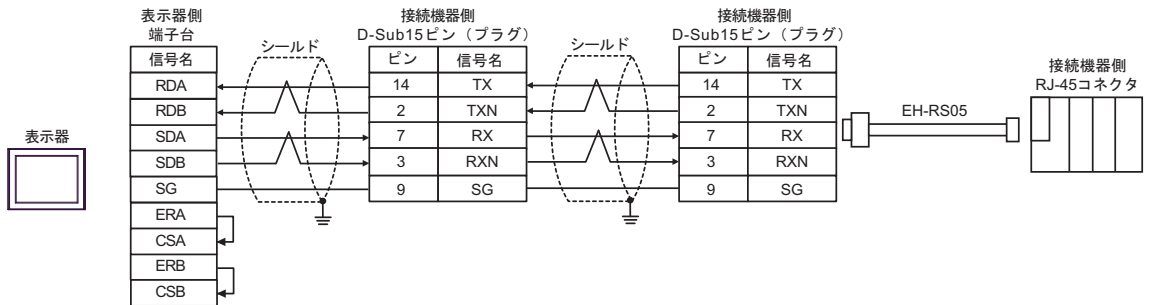 表示器
表示器側
端子台
信号名
RDA
RDB
SDA
SDB
SG
ERA
CSA
ERB
CSB
シールド
接続機器側
D-Sub15ピン（プラグ）
ピン 信号名
14 TX
2 TXN
7 RX
3 RXN
9 SG
シールド
接続機器側
D-Sub15ピン（プラグ）
ピン 信号名
14 TX
2 TXN
7 RX
3 RXN
9 SG
EH-RS05
接続機器側
RJ-45コネクタ